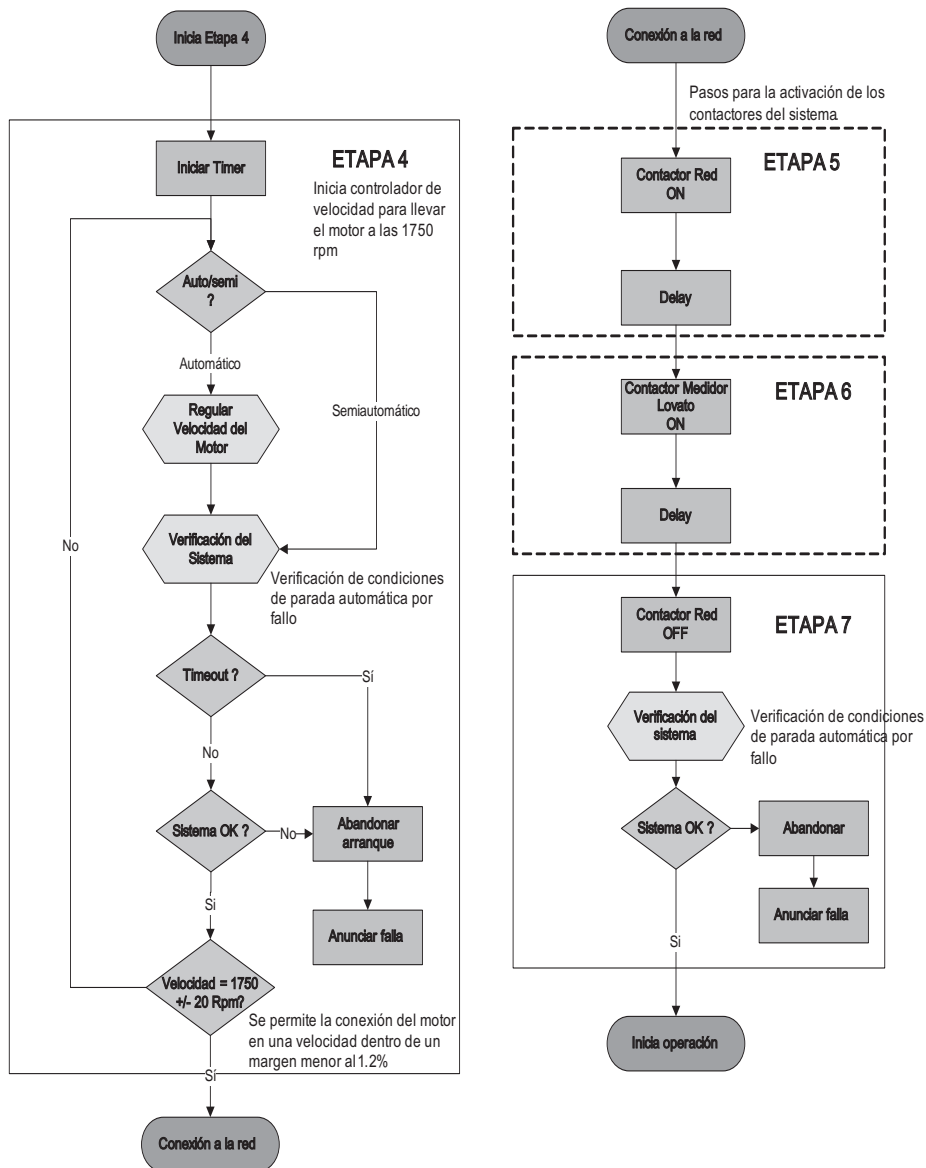 Inicia Etapa 4
Iniciar Timer
ETAPA 4
Inicia controlador de
velocidad para llevar
el motor a las 1750
rpm
Auto/semi
?
Automático
Semiautomático
Regular
Velocidad del
Motor
No
Verificación del
Sistema
Verificación de condiciones
de parada automática por
fallo
Timeout ?
Sí
No
Sistema OK ?
No
Abandonar
arranque
Si
Anunciar falla
Velocidad = 1750
+/- 20 Rpm?
Se permite la conexión del motor
en una velocidad dentro de un
margen menor al 1.2%
Sí
Conexión a la red
Conexión a la red
Pasos para la activación de los
contactores del sistema
ETAPA 5
Contactor Red
ON
Delay
ETAPA 6
Contactor Medidor
Lovato
ON
Delay
ETAPA 7
Contactor Red
OFF
Verificación del
sistema
Verificación de condiciones
de parada automática por
fallo
Sistema OK ?
Abandonar
Anunciar falla
Si
Inicia operación